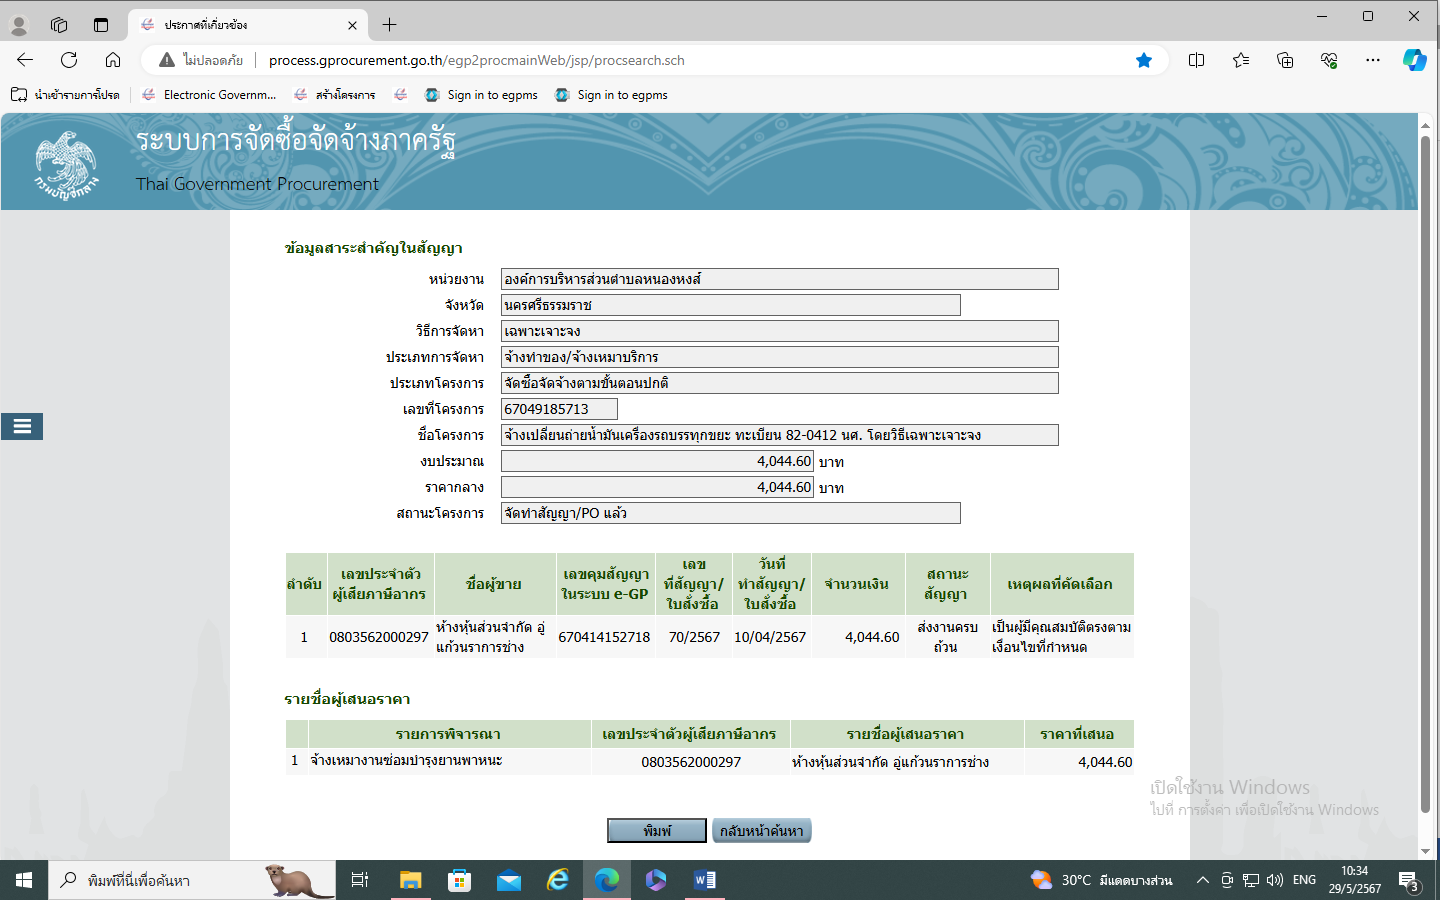 ประกาศที่เกี่ยวข้อง
ไม่ปลอดภัย process.gprocurement.go.th/egp2procmainWeb/jsp/procsearch.sch
นำเข้ารายการโปรด Electronic Governm... สร้างโครงการ Sign in to egpms Sign in to egpms
ระบบการจัดซื้อจัดจ้างภาครัฐ
Thai Government Procurement
กรมบัญชีกลาง
ข้อมูลสาระสำคัญในสัญญา
หน่วยงาน องค์การบริหารส่วนตำบลหนองหงส์
จังหวัด นครศรีธรรมราช
วิธีการจัดหา เฉพาะเจาะจง
ประเภทการจัดหา จ้างทำของ/จ้างเหมาบริการ
ประเภทโครงการ จัดซื้อจัดจ้างตามขั้นตอนปกติ
เลขที่โครงการ 67049185713
ชื่อโครงการ จ้างเปลี่ยนถ่ายน้ำมันเครื่องรถบรรทุกขยะ ทะเบียน 82-0412 นศ. โดยวิธีเฉพาะเจาะจง
งบประมาณ 4,044.60 บาท
ราคากลาง 4,044.60 บาท
สถานะโครงการ จัดทำสัญญา/PO แล้ว
ลำดับ เลขประจำตัวผู้เสียภาษีอากร ชื่อผู้ขาย เลขคุมสัญญาในระบบ e-GP เลขที่สัญญา/ใบสั่งซื้อ วันที่ทำสัญญา/ใบสั่งซื้อ จำนวนเงิน สถานะสัญญา เหตุผลที่คัดเลือก
1 0803562000297 ห้างหุ้นส่วนจำกัด อู่แก้วนราการช่าง 670414152718 70/2567 10/04/2567 4,044.60 ส่งงานครบถ้วน เป็นผู้มีคุณสมบัติตรงตามเงื่อนไขที่กำหนด
รายชื่อผู้เสนอราคา
รายการพิจารณา เลขประจำตัวผู้เสียภาษีอากร รายชื่อผู้เสนอราคา ราคาที่เสนอ
1 จ้างเหมางานซ่อมบำรุงยานพาหนะ 0803562000297 ห้างหุ้นส่วนจำกัด อู่แก้วนราการช่าง 4,044.60
เปิดใช้งาน Windows
ไปที่ การตั้งค่า เพื่อเปิดใช้งาน Windows
พิมพ์ กลับหน้าค้นหา
พิมพ์ที่นี่เพื่อค้นหา 30°C มีแดดบางส่วน ENG 10:34
29/5/2567 3